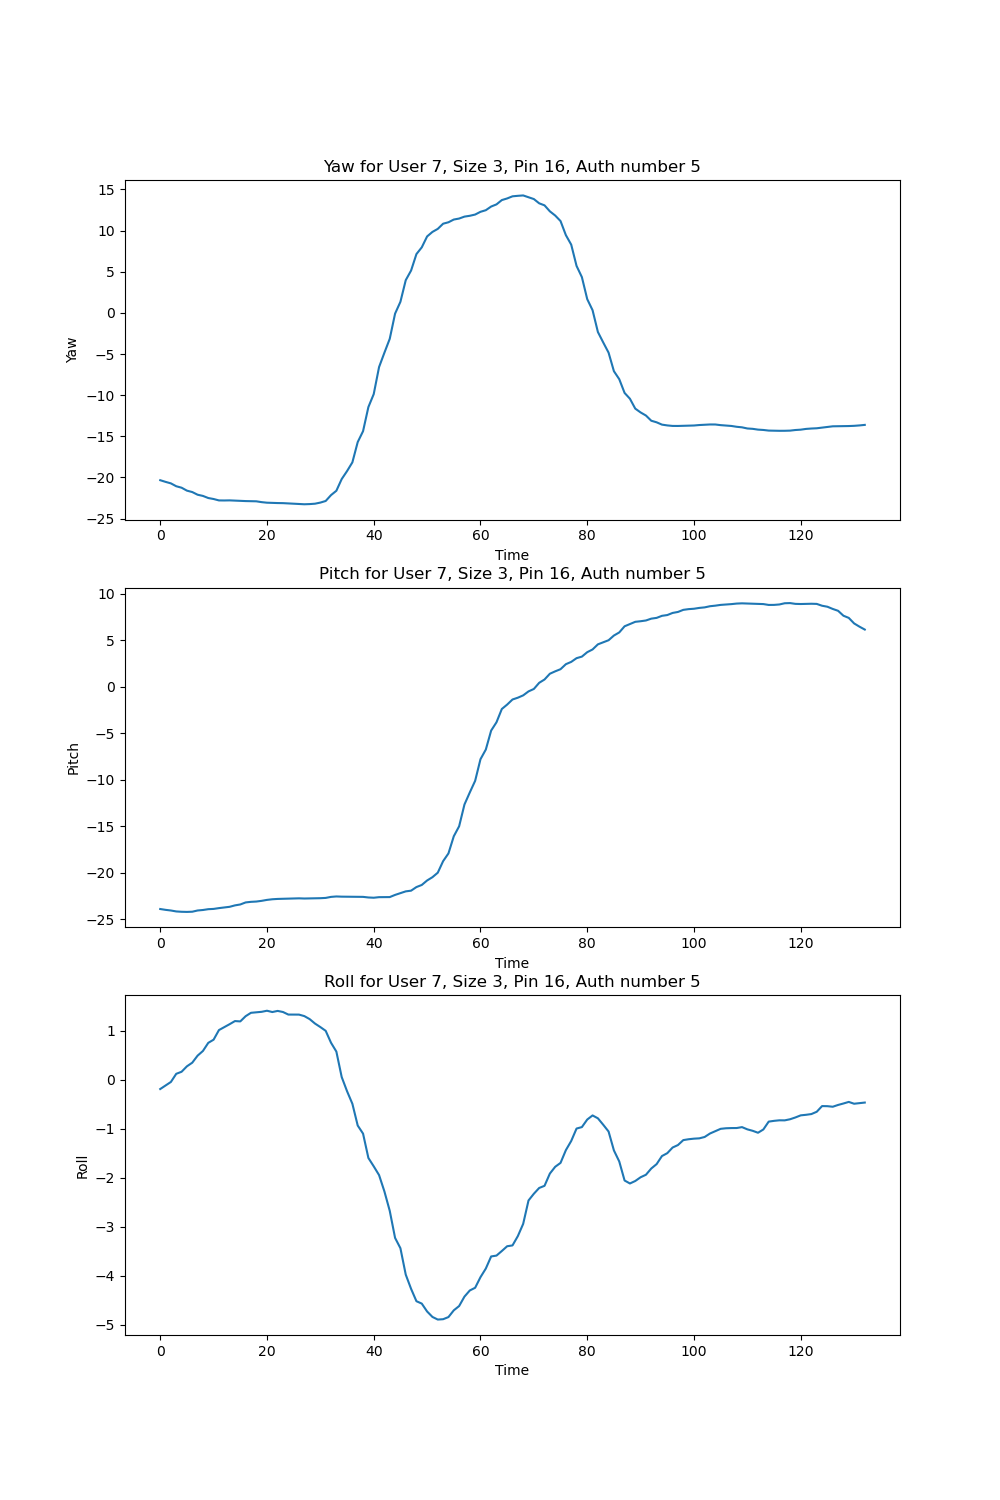 Yaw for User 7, Size 3, Pin 16, Auth number 5
15
10
5
0
−5
−10
−15
−20
−25
Yaw
0 20 40 60 80 100 120
Time
Pitch for User 7, Size 3, Pin 16, Auth number 5
10
5
0
−5
−10
−15
−20
−25
Pitch
0 20 40 60 80 100 120
Time
Roll for User 7, Size 3, Pin 16, Auth number 5
1
0
−1
−2
−3
−4
−5
Roll
0 20 40 60 80 100 120
Time